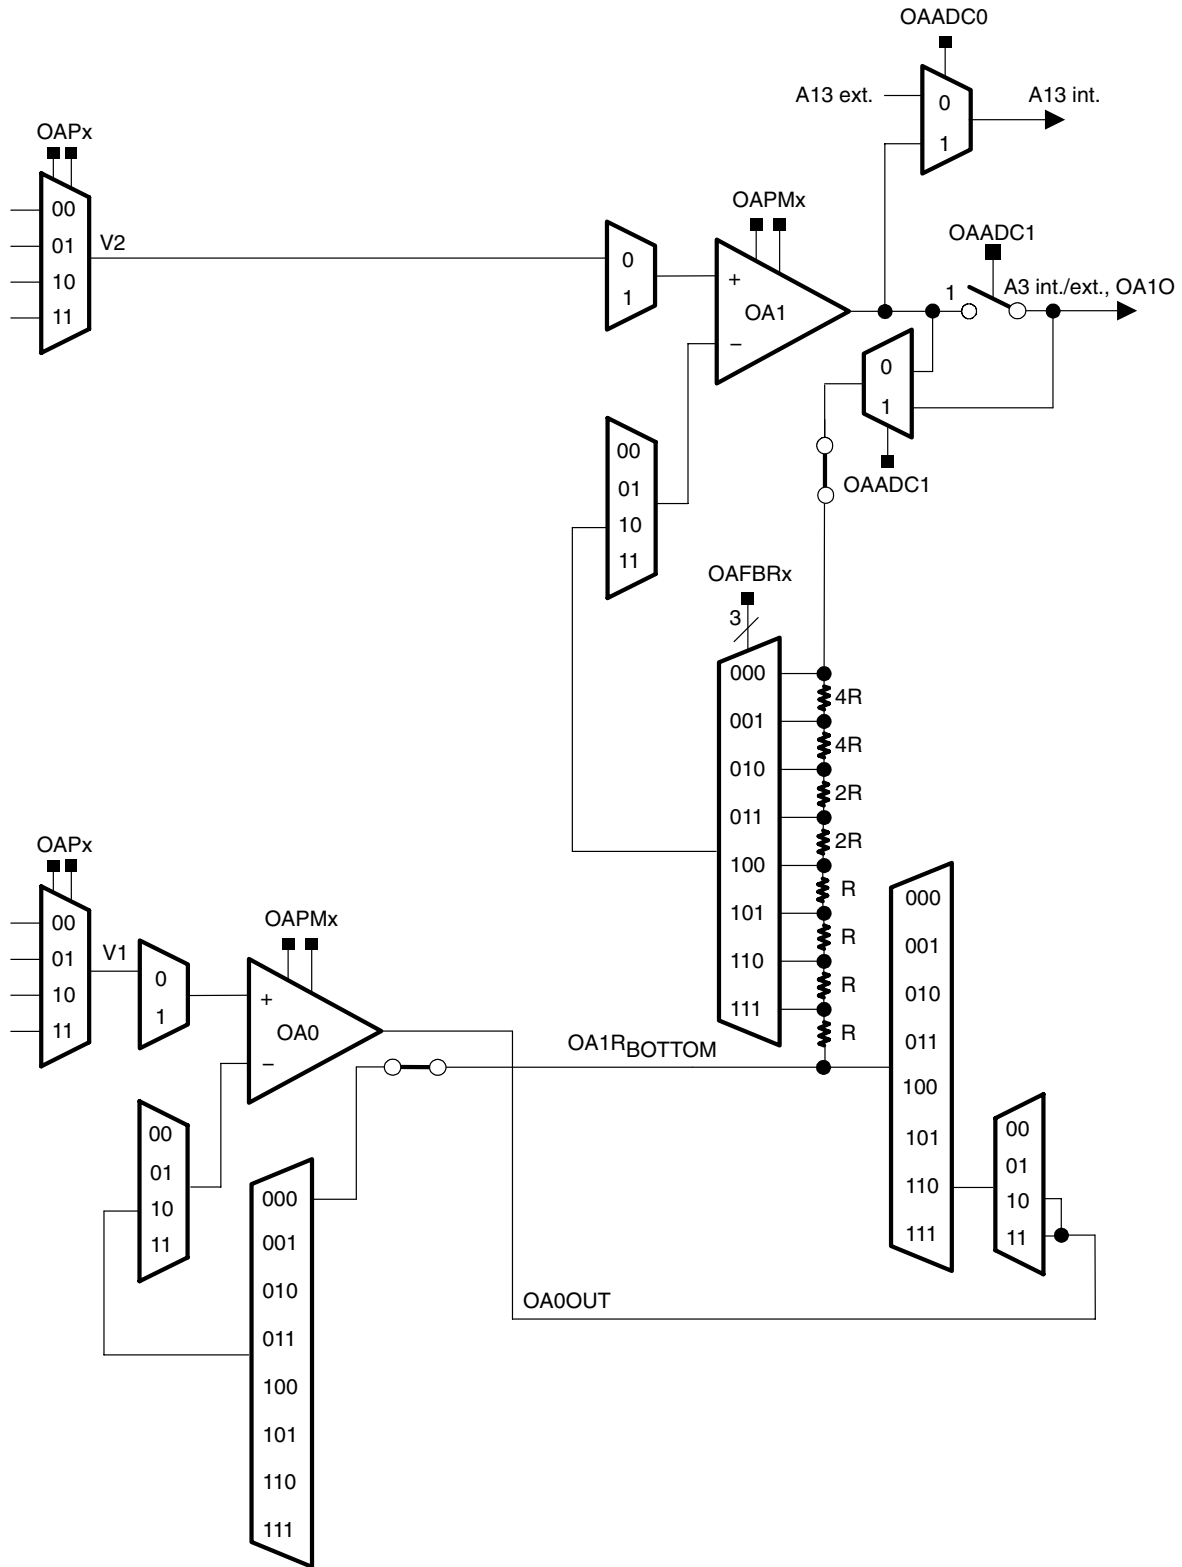 OAADC0
A13 ext.
0
1
A13 int.
OAPx
00
01
10
11
V2
0
1
OAPMx
+
OA1
−
OAADC1
1
A3 int./ext., OA1O
0
1
OAADC1
00
01
10
11
OAFBRx
3
000
001
010
011
100
101
110
111
4R
4R
2R
2R
R
R
R
R
OAPx
00
01
10
11
V1
0
1
OAPMx
+
OA0
−
OA1RBOTTOM
000
001
010
011
100
101
110
111
00
01
10
11
00
01
10
11
000
001
010
011
100
101
110
111
OA0OUT